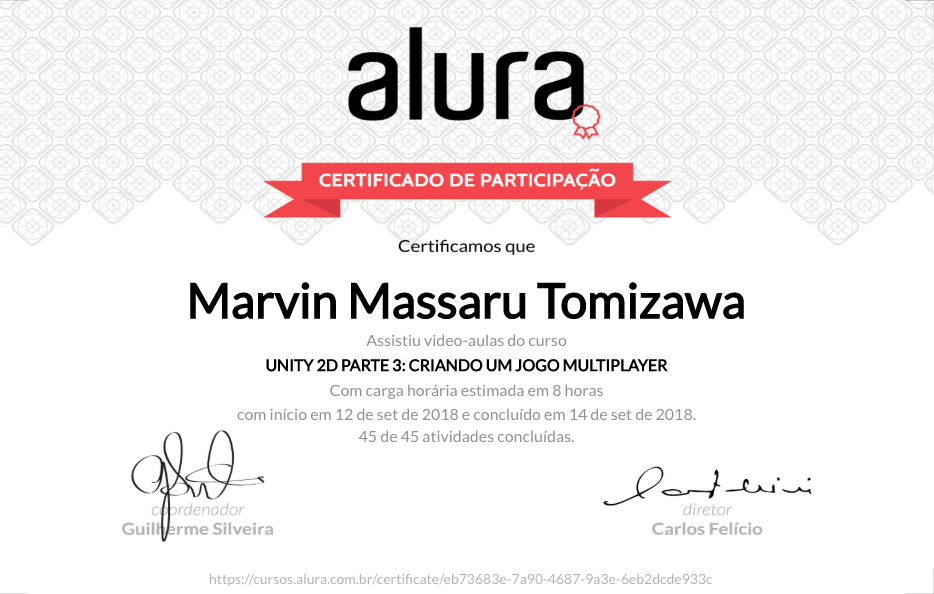 alura
CERTIFICADO DE PARTICIPAÇÃO
Certificamos que
Marvin Massaru Tomizawa
Assistiu video-aulas do curso
UNITY 2D PARTE 3: CRIANDO UM JOGO MULTIPLAYER
Com carga horária estimada em 8 horas
com início em 12 de set de 2018 e concluído em 14 de set de 2018.
45 de 45 atividades concluídas.
coordenador
Guilherme Silveira
diretor
Carlos Felício
https://cursos.alura.com.br/certificate/eb73683e-7a90-4687-9a3e-6eb2dcde933c